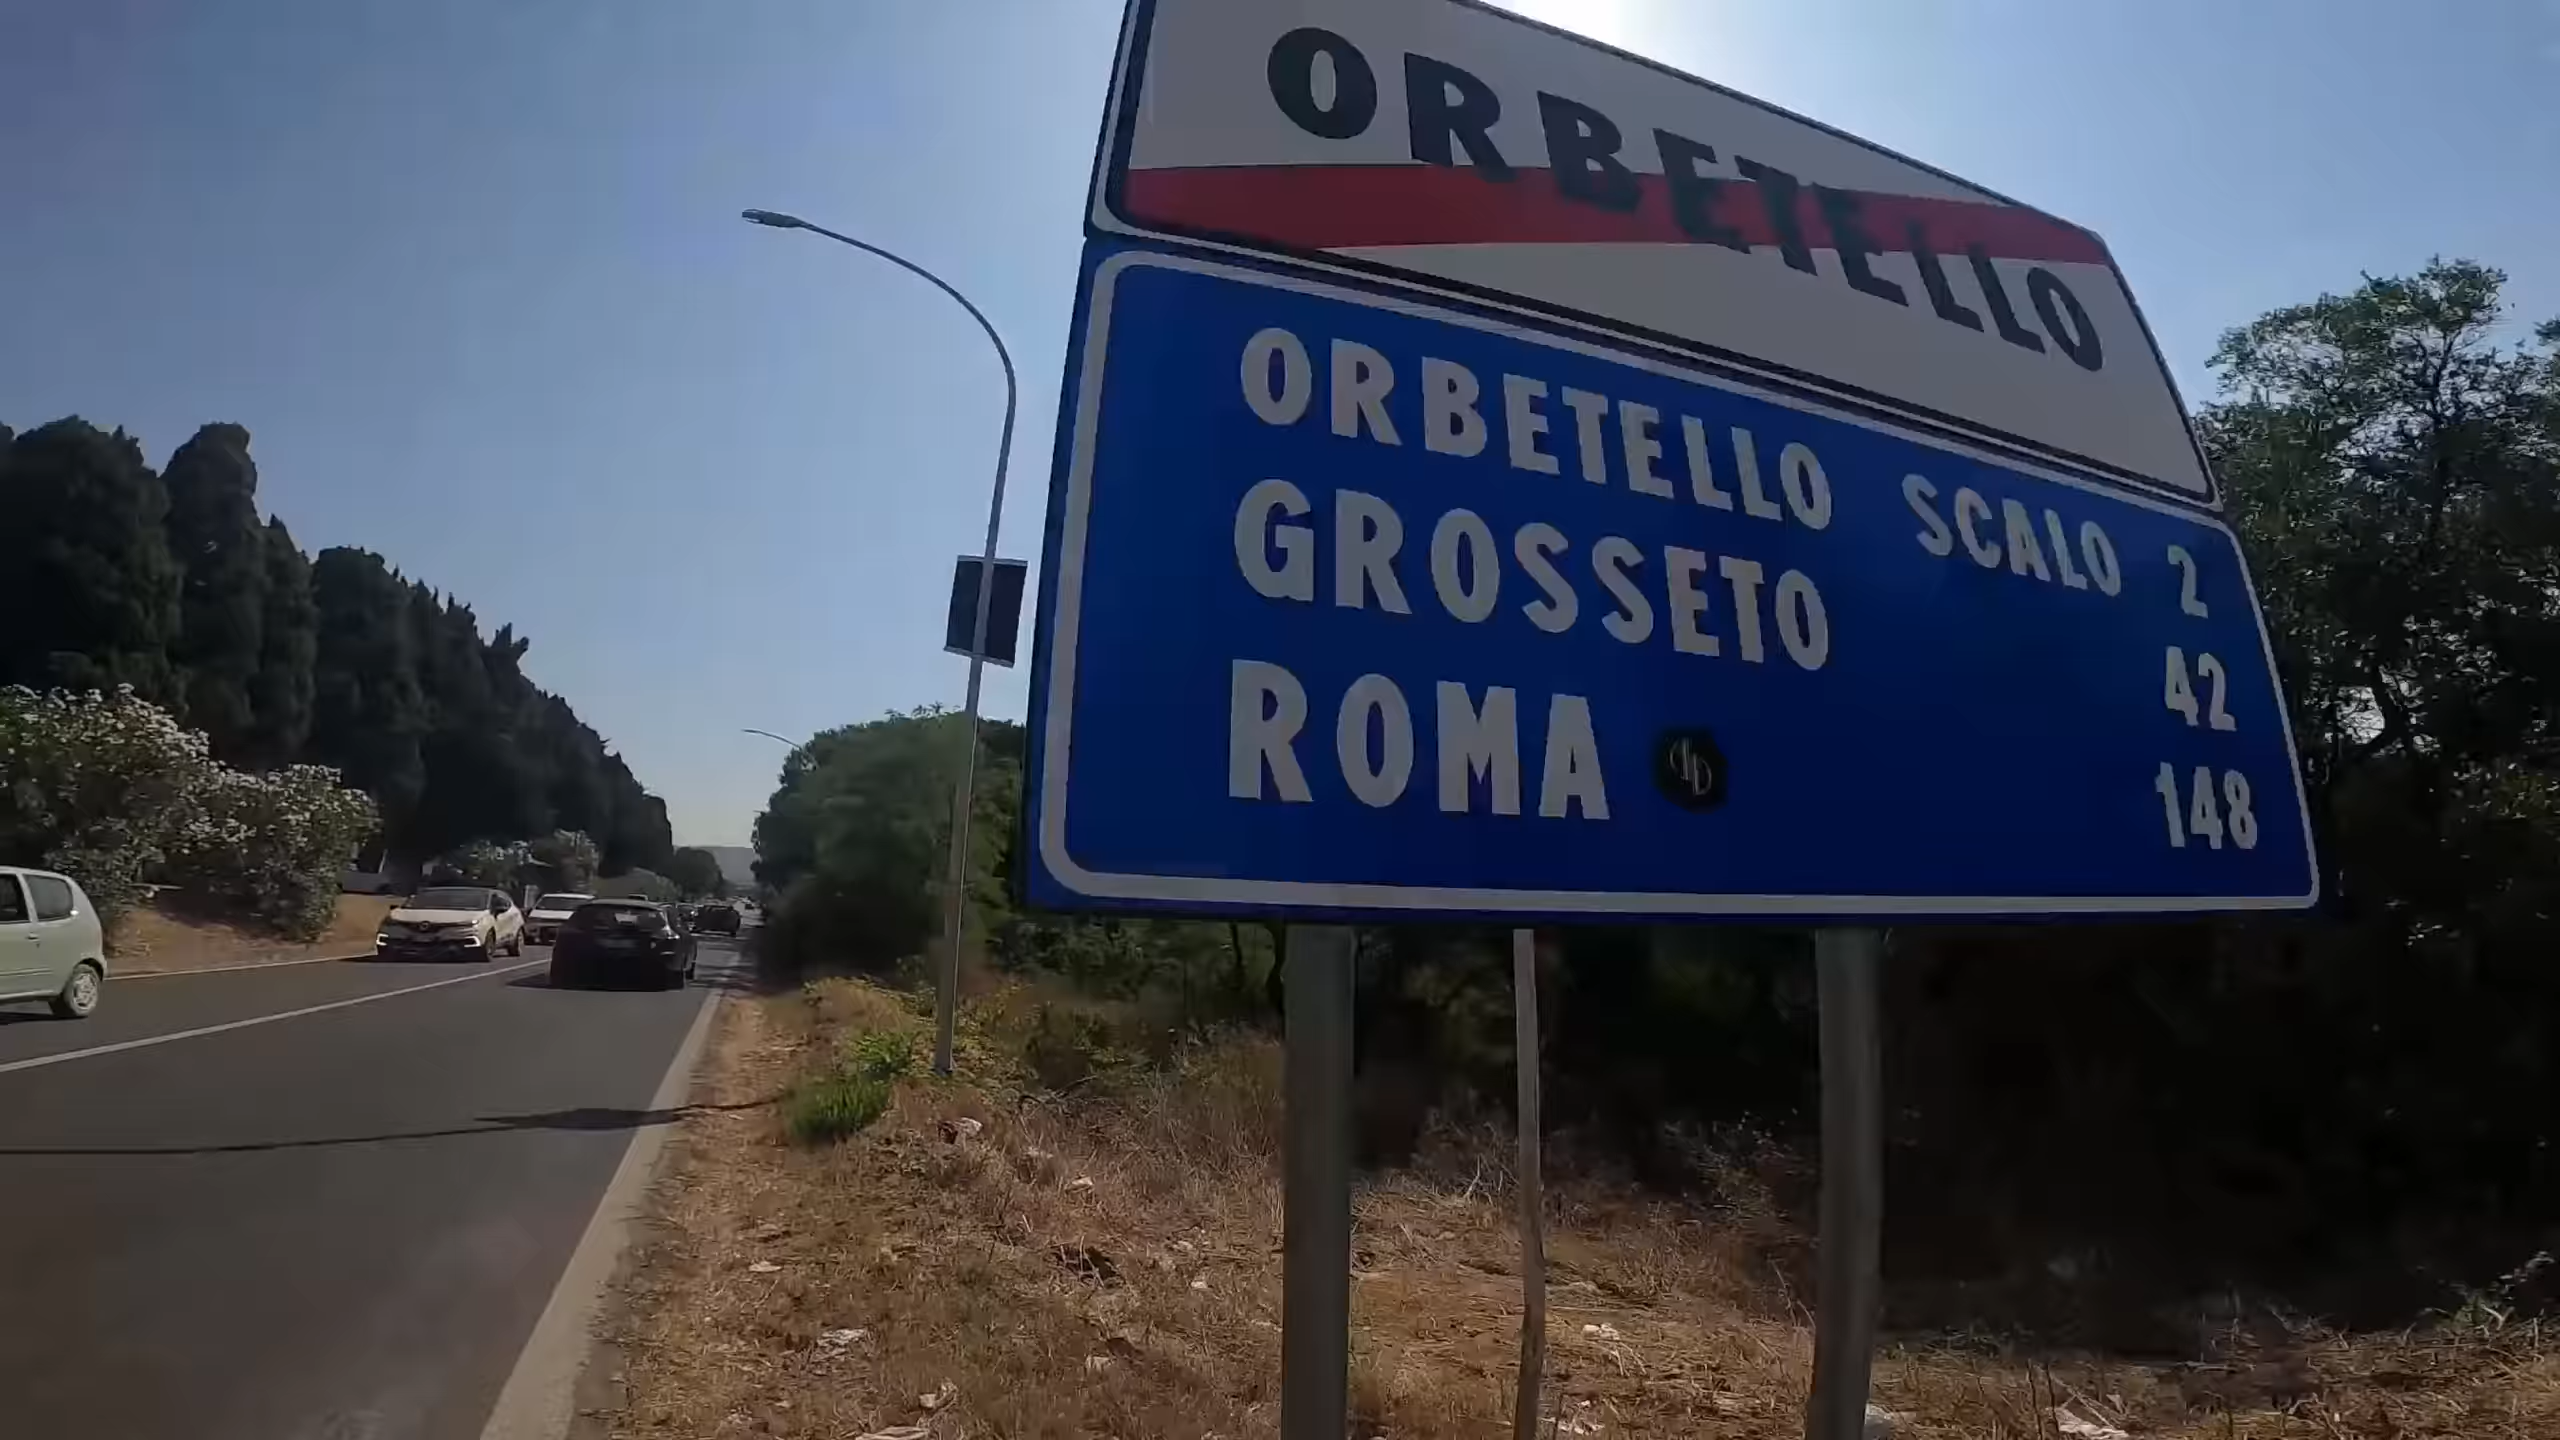 ORBETELLO
ORBETELLO SCALO 2
GROSSETO 42
ROMA 148